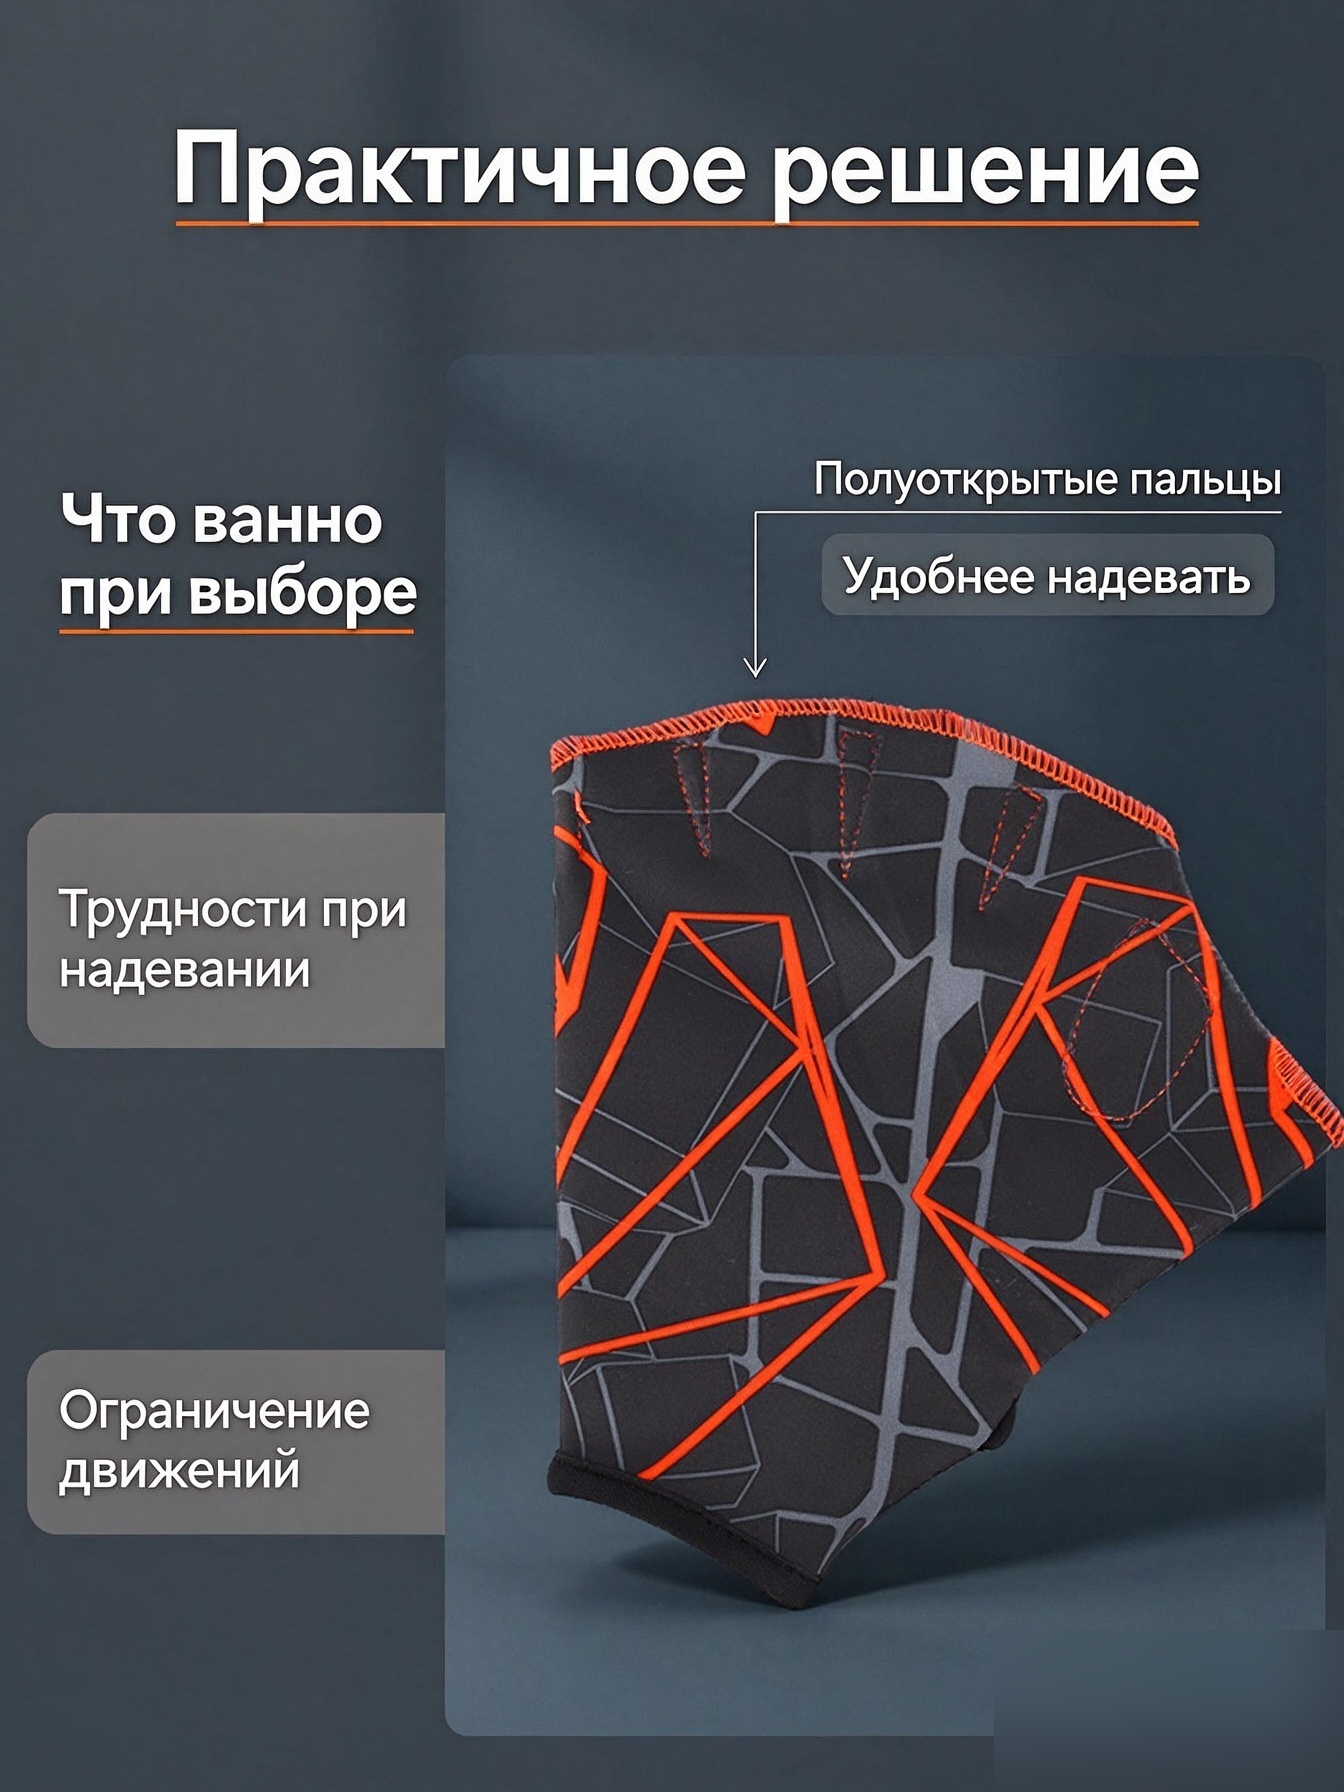 Практичное решение
Что ванно
при выборе
Полуоткрытые пальцы
Удобнее надевать
Трудности при
надевании
Ограничение
движений